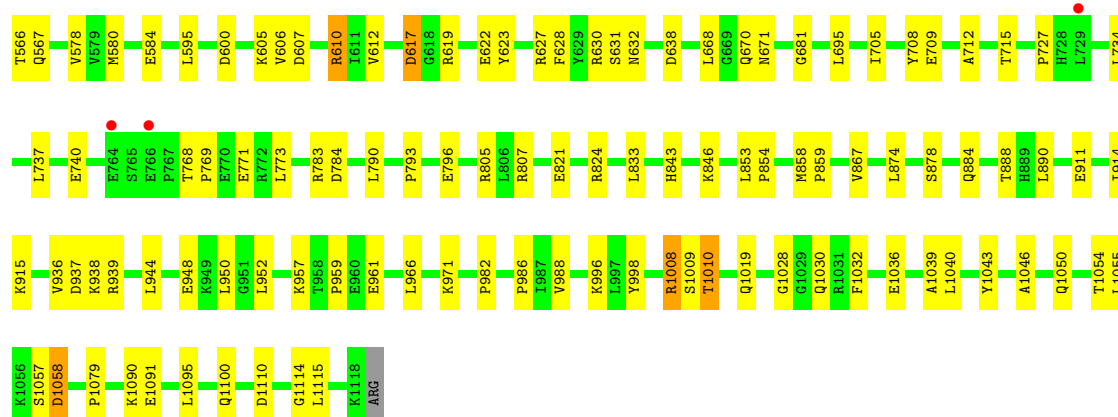 T566 Q567 V578 V579 M580 E584 L595 D600 K605 V606 D607 R610 I611 V612 D617 G618 R619 E622 Y623 R627 F628 Y629 R630 S631 N632 D638 L668 G669 Q670 N671 G681 L695 I705 Y708 E709 A712 T715 P727 H728 L729 L734
L737 E740 E764 S765 E766 P767 T768 P769 E770 E771 R772 L773 R783 D784 L790 P793 E796 R805 L806 R807 E821 R824 L833 H843 K846 L853 P854 M858 P859 V867 L874 S878 Q884 T888 H889 L890 E911
K915 V936 D937 K938 R939 L944 E948 K949 L950 G951 L952 K957 T958 P959 E960 E961 L966 K971 P982 P986 I987 V988 K996 L997 Y998 R1008 S1009 T1010 Q1019 G1028 G1029 Q1030 R1031 F1032 E1036 A1039 L1040 Y1043 A1046 Q1050 T1054 L1055
K1056 S1057 D1058 P1079 K1090 E1091 L1095 Q1100 D1110 G1114 L1115 K1118 ARG